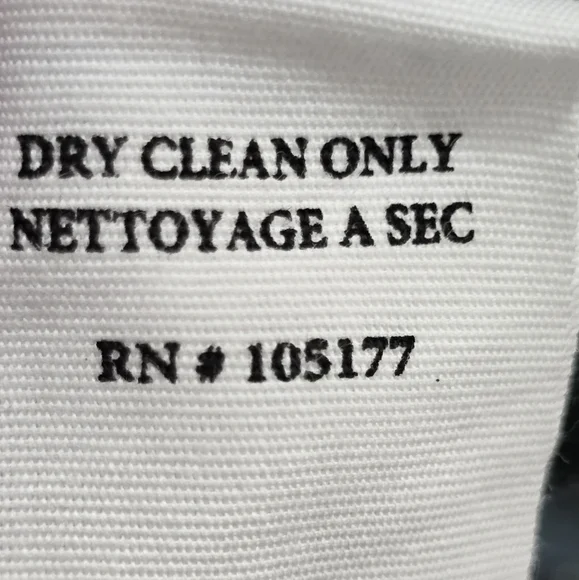 DRY CLEAN ONLY
NETTOYAGE A SEC
RN # 105177